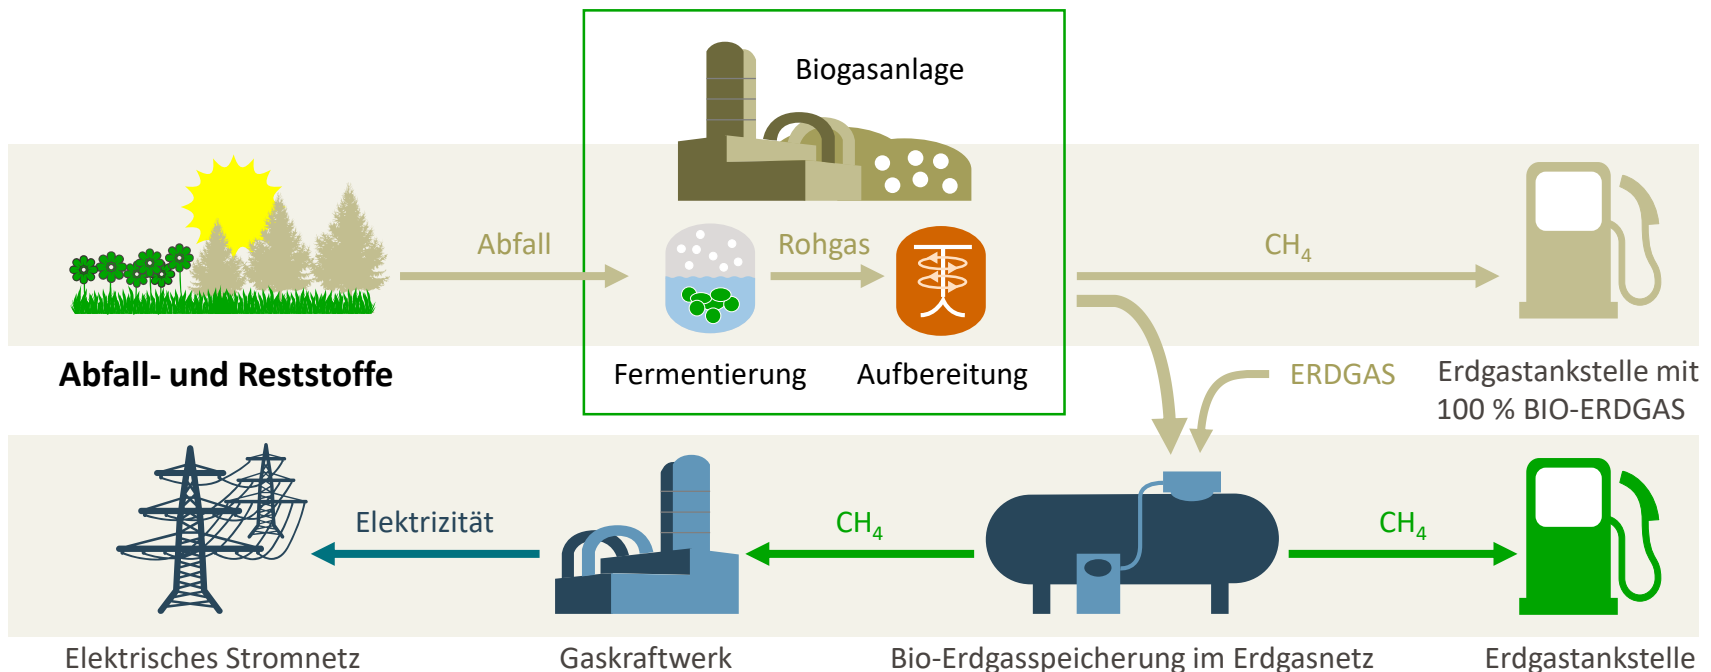 Biogasanlage
Abfall
Rohgas
CH₄
Abfall- und Reststoffe
Fermentierung
Aufbereitung
ERDGAS
Erdgastankstelle mit
100 % BIO-ERDGAS
Elektrizität
CH₄
CH₄
Elektrisches Stromnetz
Gaskraftwerk
Bio-Erdgasspeicherung im Erdgasnetz
Erdgastankstelle